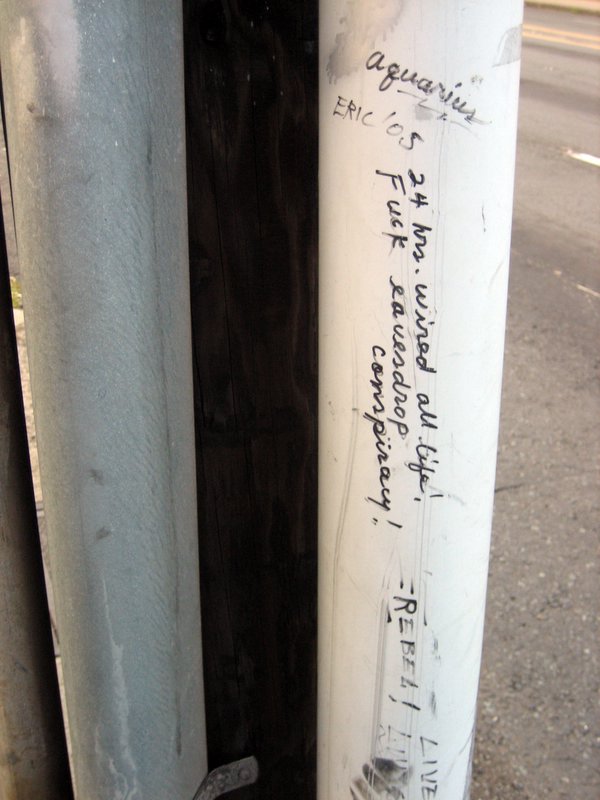 aquarius
ERIC '05
24 hrs. wired all life!
Fuck eavesdrop
conspiracy!
-REBEL!
LIVE